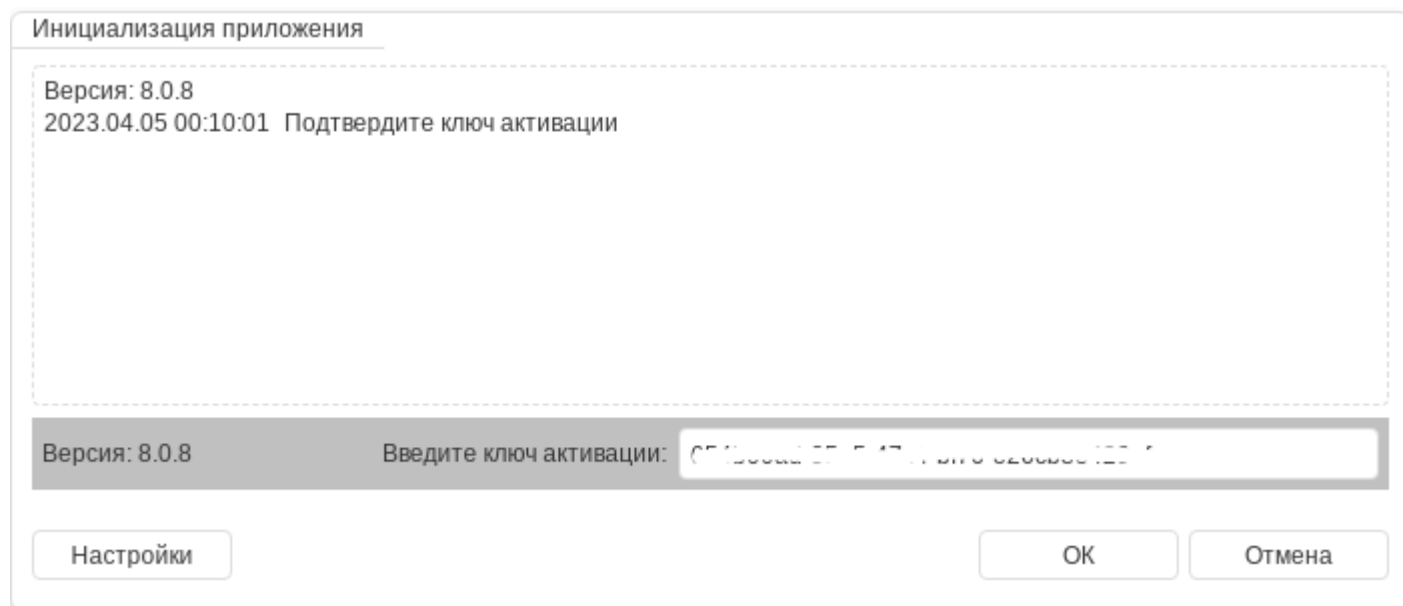 Инициализация приложения
Версия: 8.0.8
2023.04.05 00:10:01 Подтвердите ключ активации
Версия: 8.0.8 Введите ключ активации:
Настройки ОК Отмена